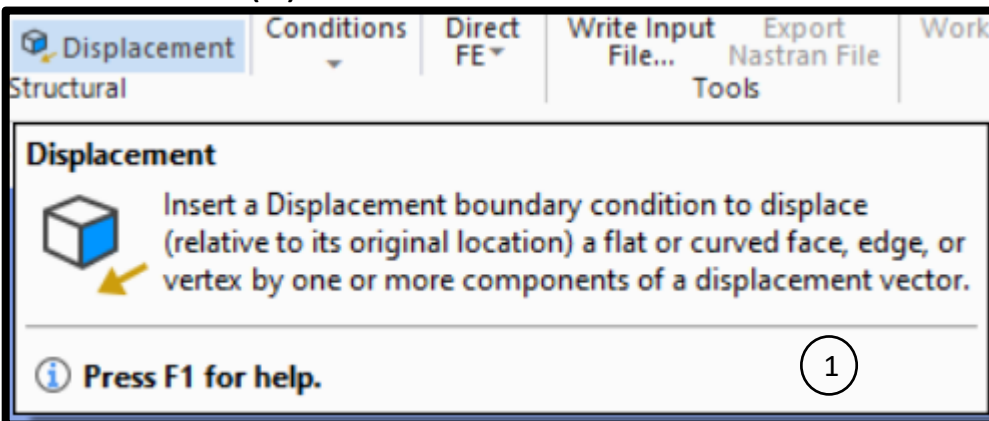 Displacement Conditions Direct Write Input Export Work
FE File... Nastran File
Structural Tools
Displacement
Insert a Displacement boundary condition to displace
(relative to its original location) a flat or curved face, edge, or
vertex by one or more components of a displacement vector.
Press F1 for help.
1